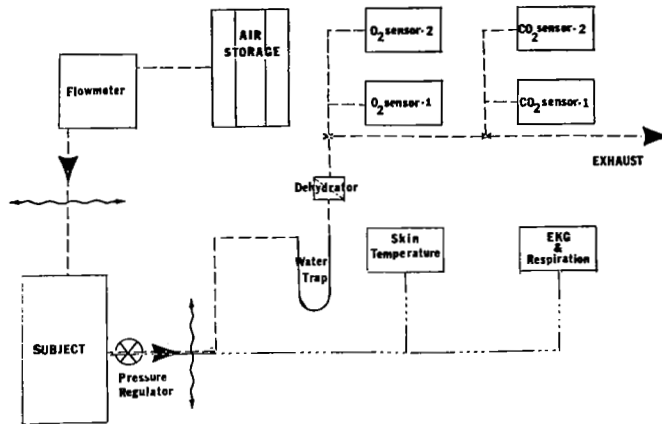 AIR
STORAGE
Flowmeter
O2 sensor-2
CO2 sensor-2
O2 sensor-1
CO2 sensor-1
EXHAUST
Dehydrator
Water
Trap
Skin
Temperature
EKG
&
Respiration
SUBJECT
Pressure
Regulator